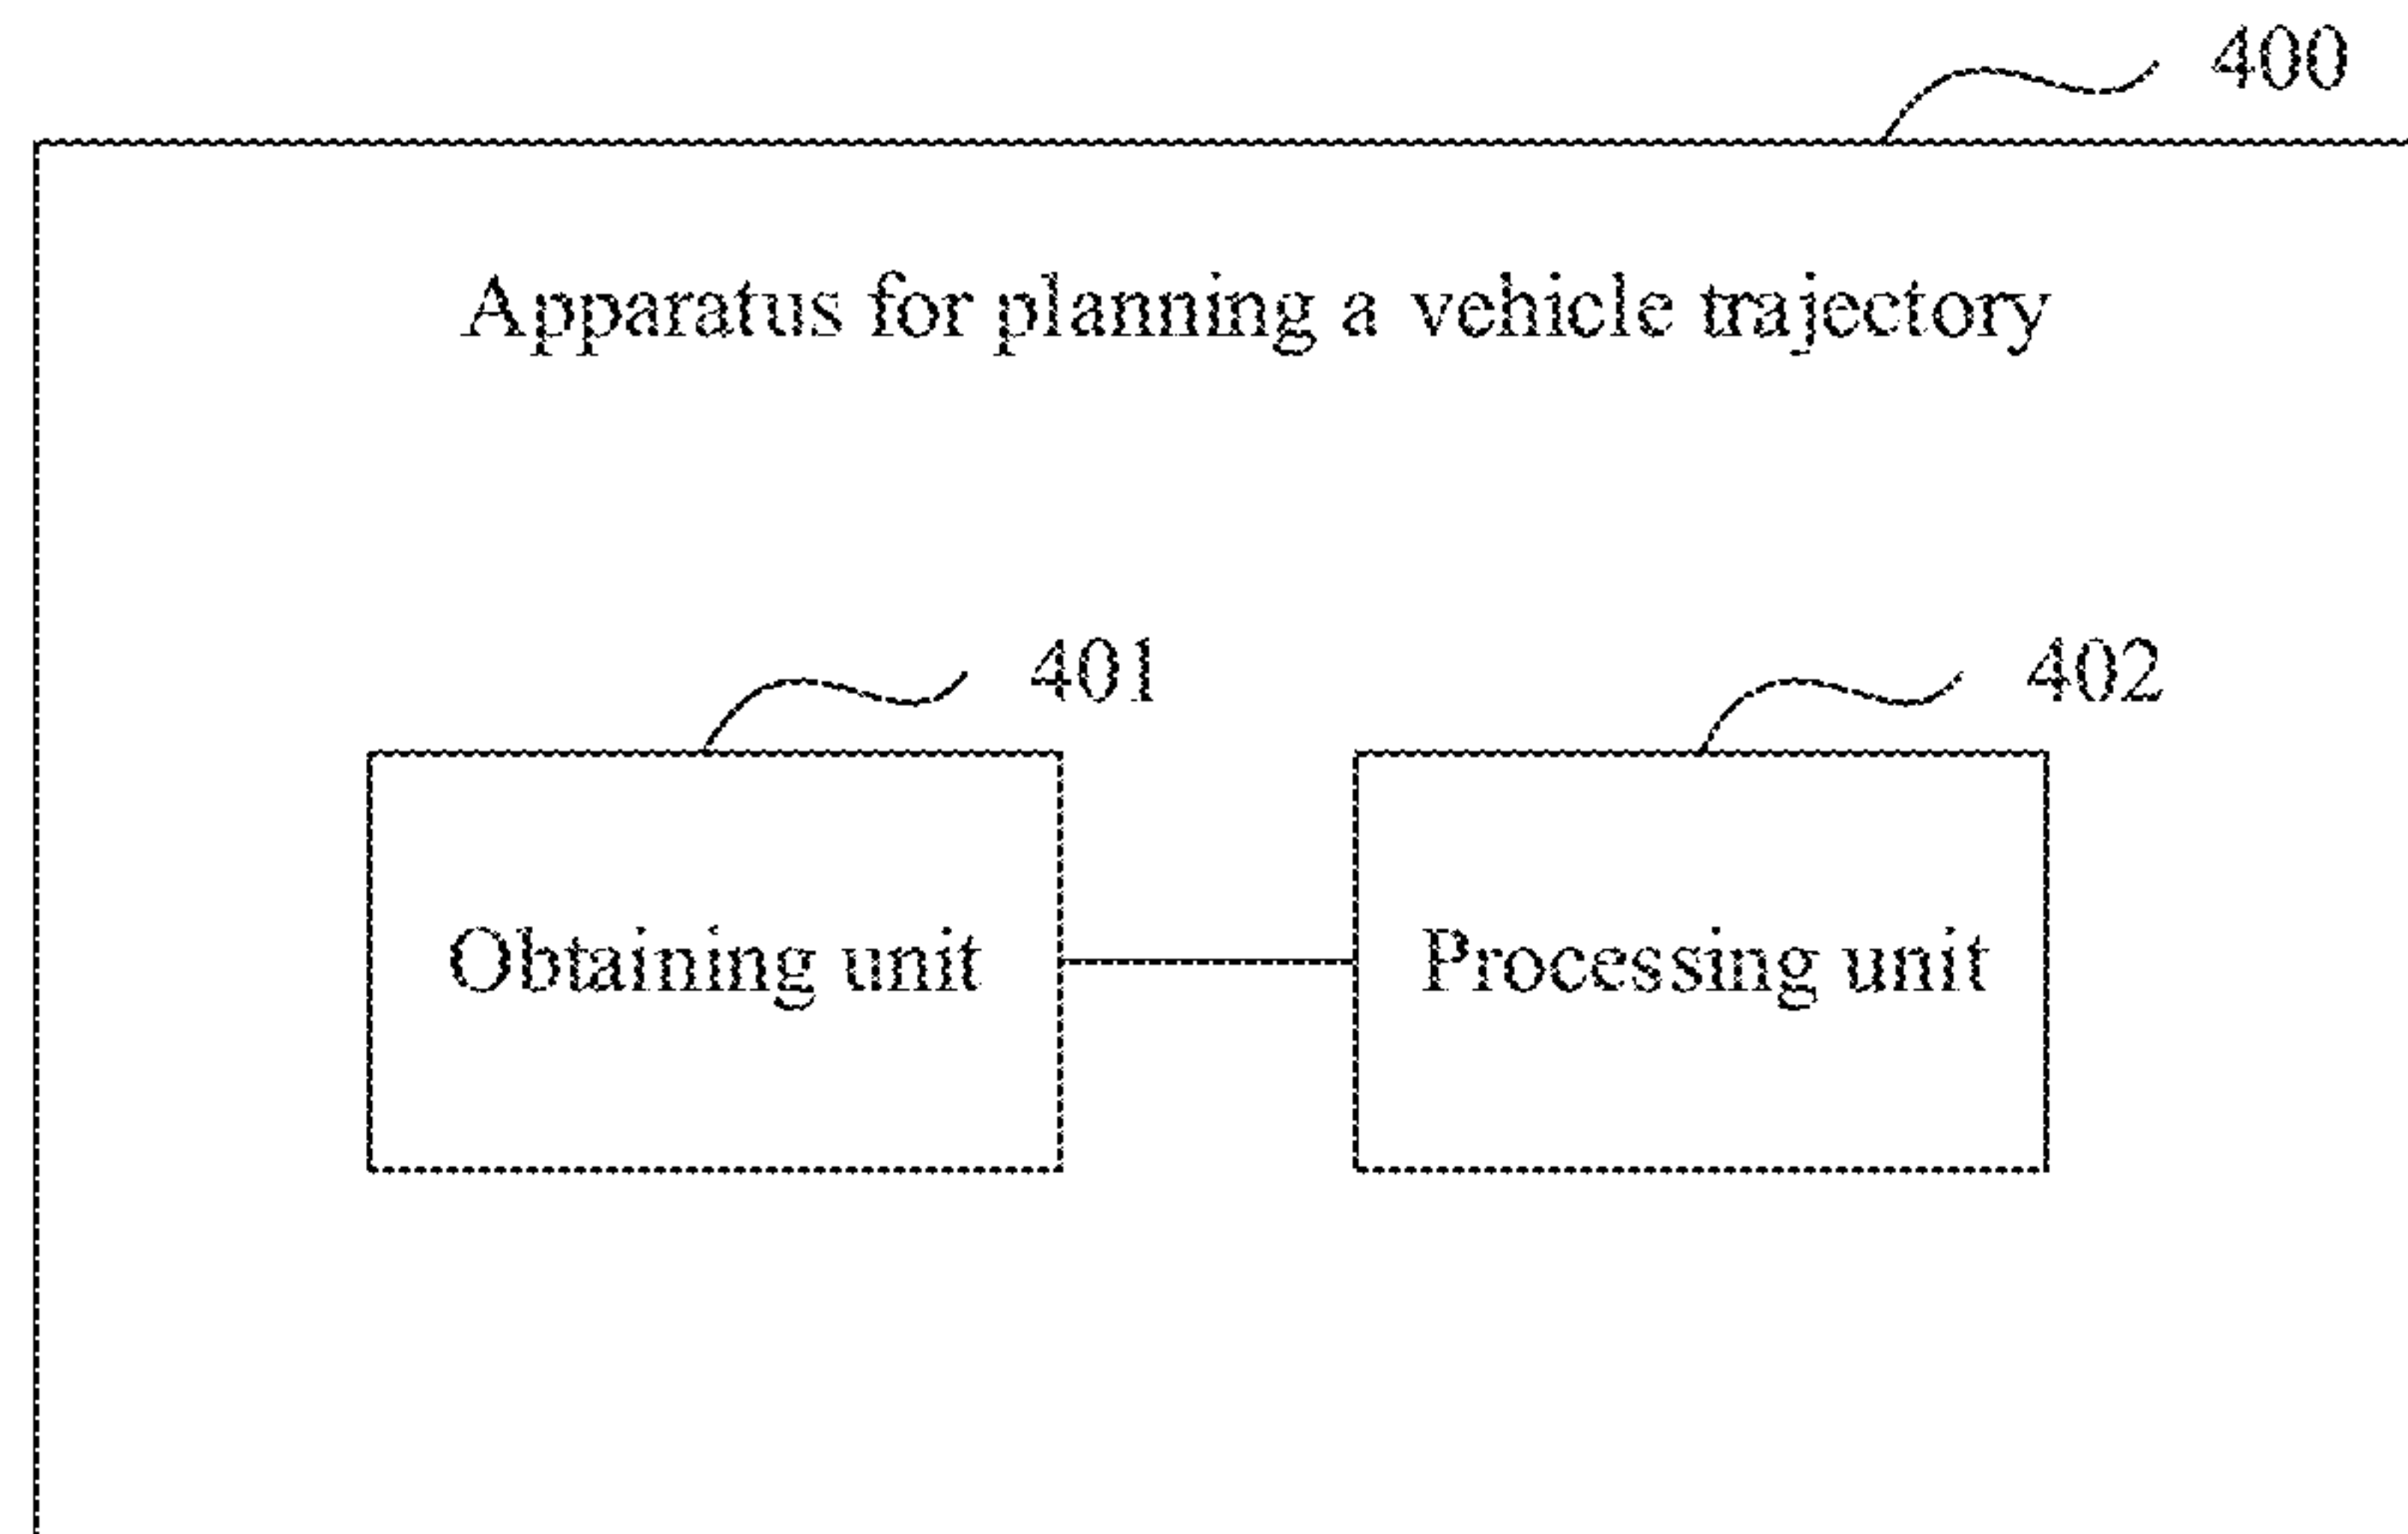 400
Apparatus for planning a vehicle trajectory
401
402
Obtaining unit
Processing unit